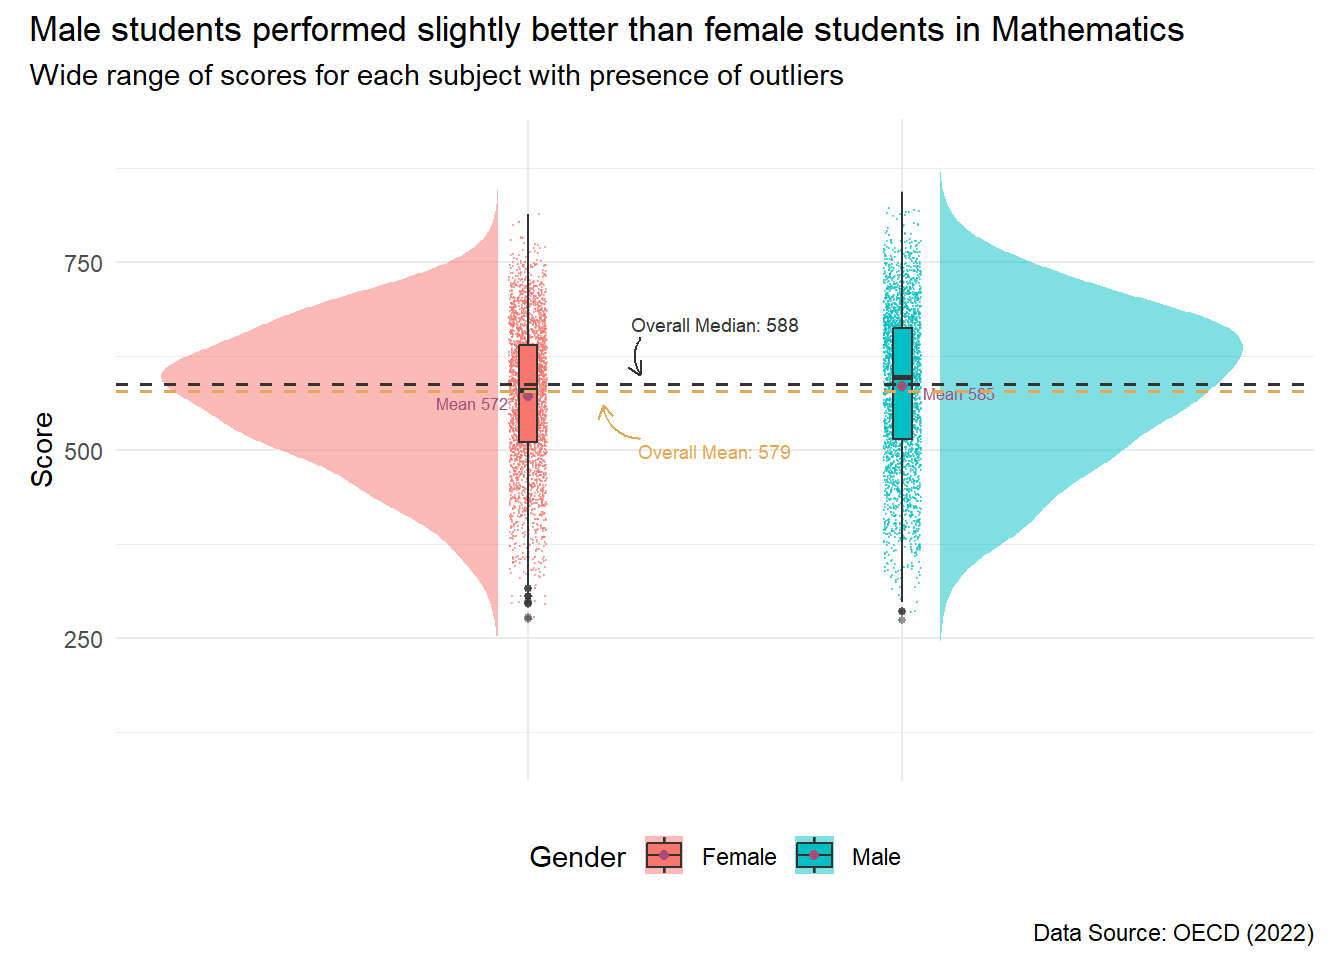 Male students performed slightly better than female students in Mathematics
Wide range of scores for each subject with presence of outliers
Score
750
500
250
Overall Median: 588
Mean 572
Mean 585
Overall Mean: 579
Gender
Female
Male
Data Source: OECD (2022)